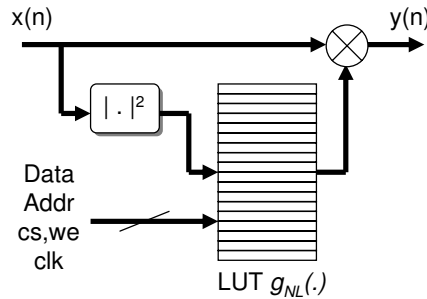 x(n)
y(n)
| . |²
Data
Addr
cs,we
clk
LUT g_NL(.)